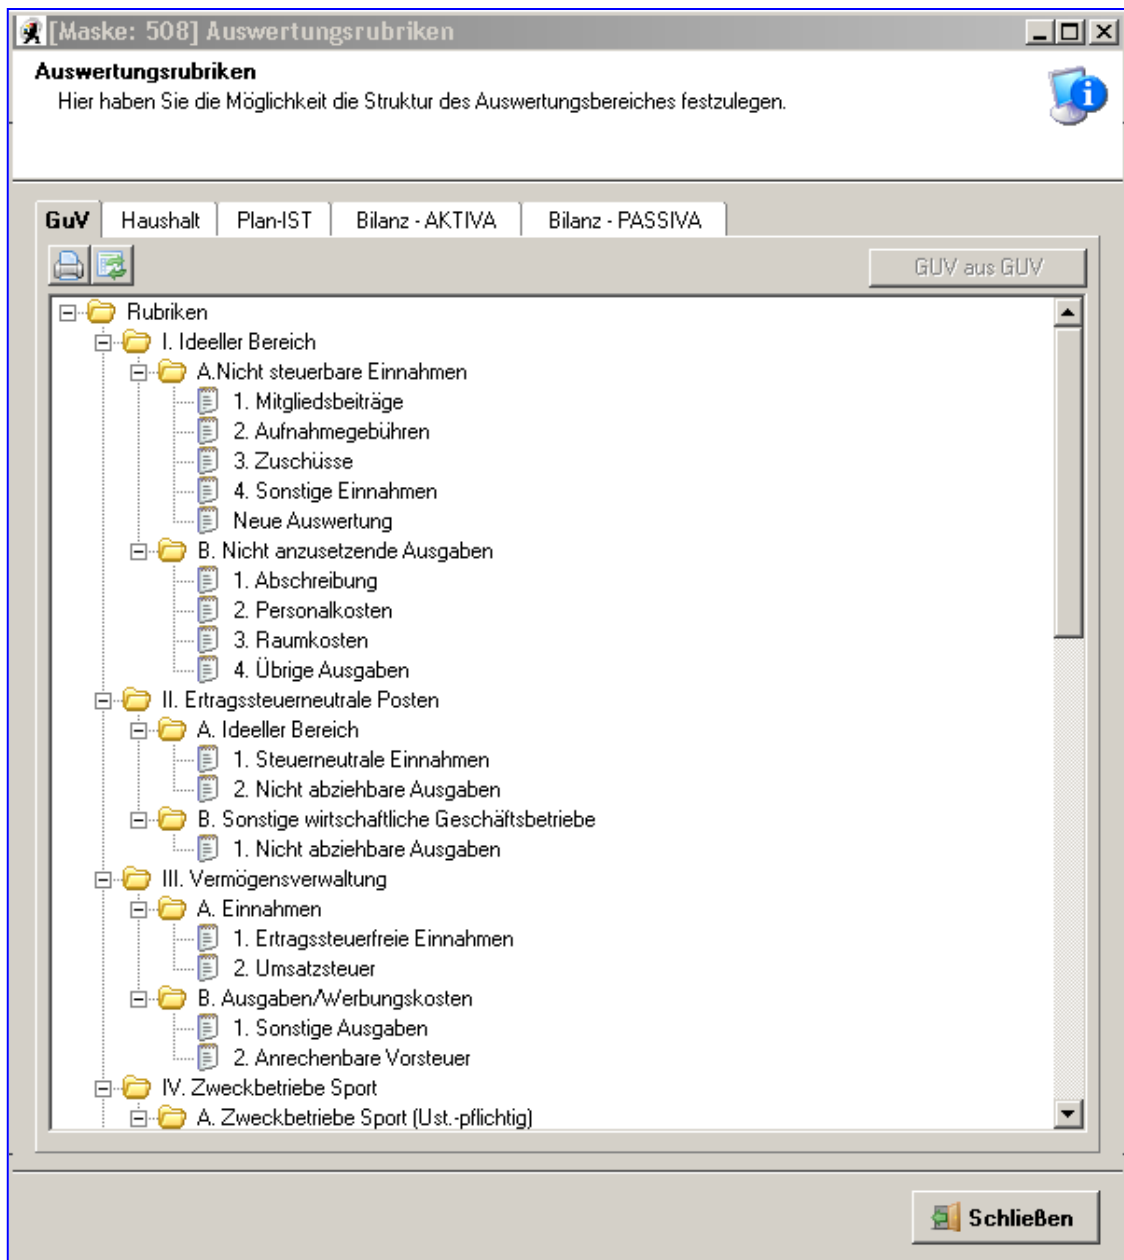 [Maske: 508] Auswertungsrubriken
Auswertungsrubriken
Hier haben Sie die Möglichkeit die Struktur des Auswertungsbereiches festzulegen.
GuV Haushalt Plan-IST Bilanz - AKTIVA Bilanz - PASSIVA
GUV aus GUV
Rubriken
I. Ideeller Bereich
A.Nicht steuerbare Einnahmen
1. Mitgliedsbeiträge
2. Aufnahmegebühren
3. Zuschüsse
4. Sonstige Einnahmen
Neue Auswertung
B. Nicht anzusetzende Ausgaben
1. Abschreibung
2. Personalkosten
3. Raumkosten
4. Übrige Ausgaben
II. Ertragssteuerneutrale Posten
A. Ideeller Bereich
1. Steuerneutrale Einnahmen
2. Nicht abziehbare Ausgaben
B. Sonstige wirtschaftliche Geschäftsbetriebe
1. Nicht abziehbare Ausgaben
III. Vermögensverwaltung
A. Einnahmen
1. Ertragssteuerfreie Einnahmen
2. Umsatzsteuer
B. Ausgaben/Werbungskosten
1. Sonstige Ausgaben
2. Anrechenbare Vorsteuer
IV. Zweckbetriebe Sport
A. Zweckbetriebe Sport (Ust.-pflichtig)
Schließen